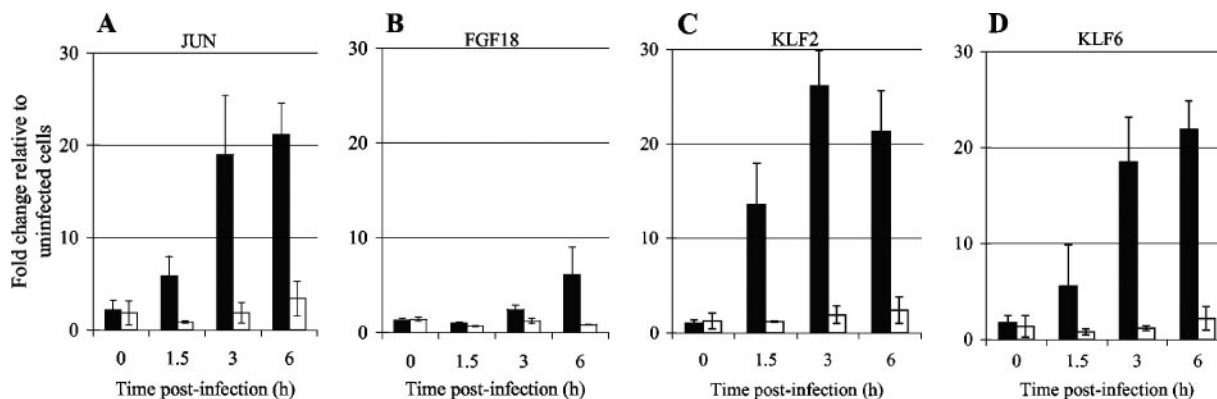 A
JUN
B
FGF18
C
KLF2
D
KLF6
Fold change relative to
uninfected cells
30
20
10
0
0 1.5 3 6
Time post-infection (h)
30
20
10
0
0 1.5 3 6
Time post-infection (h)
30
20
10
0
0 1.5 3 6
Time post-infection (h)
30
20
10
0
0 1.5 3 6
Time post-infection (h)